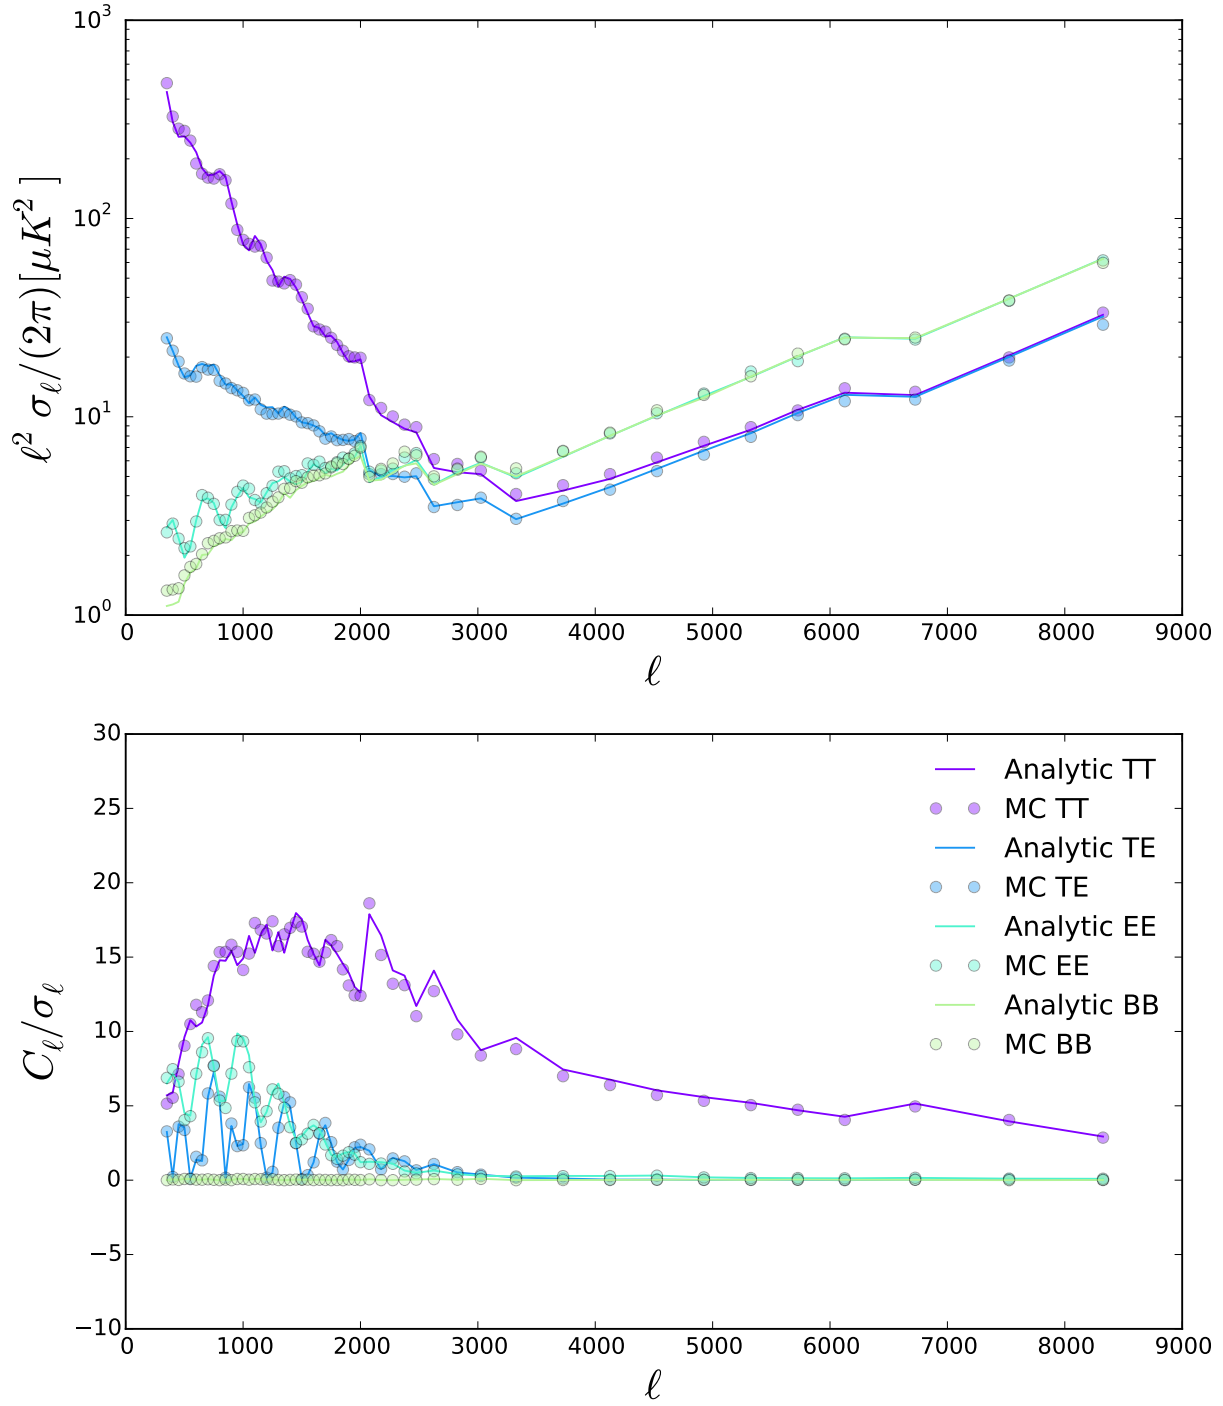 10^3
10^2
10^1
10^0
ℓ^2 σ_ℓ/(2π)[μK^2 ]
0 1000 2000 3000 4000 5000 6000 7000 8000 9000
ℓ
30
25
20
15
10
5
0
−5
−10
C_ℓ/σ_ℓ
Analytic TT
MC TT
Analytic TE
MC TE
Analytic EE
MC EE
Analytic BB
MC BB
0 1000 2000 3000 4000 5000 6000 7000 8000 9000
ℓ